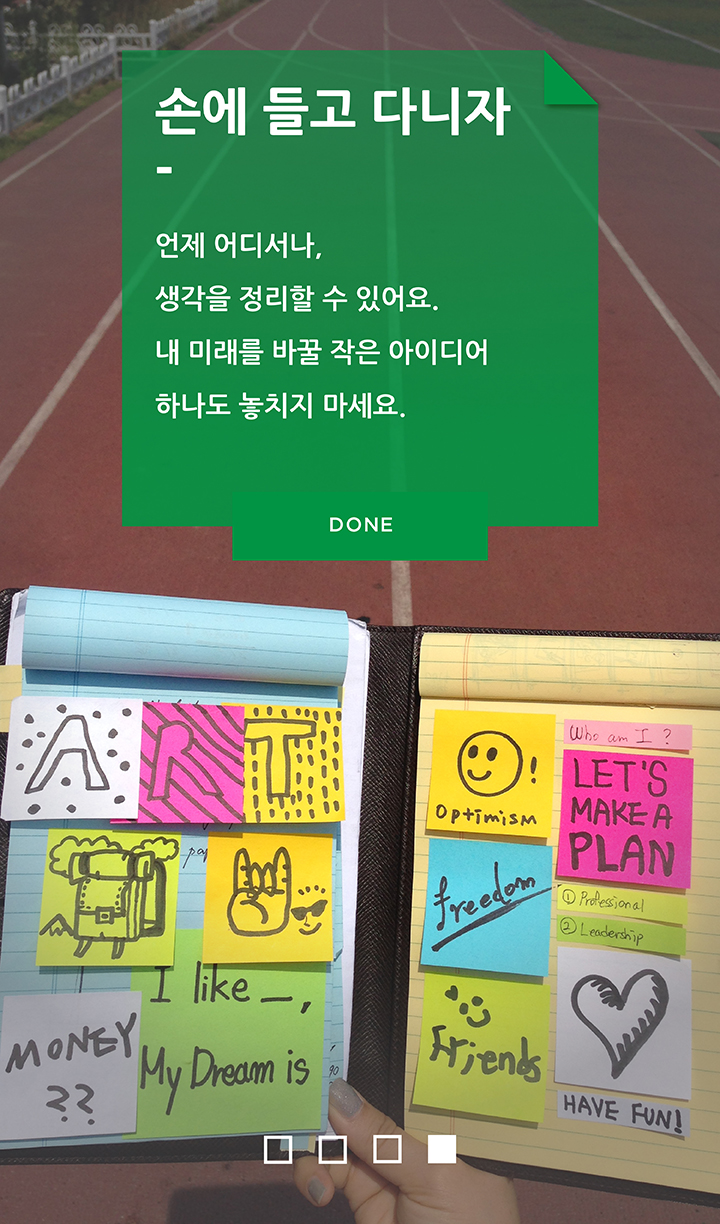 손에 들고 다니자
-
언제 어디서나,
생각을 정리할 수 있어요.
내 미래를 바꿀 작은 아이디어
하나도 놓치지 마세요.
DONE
ART
I like _,
My Dream is
MONEY
??
!
Optimism
Who am I ?
LET'S
MAKE A
PLAN
freedom
① Professional
② Leadership
Friends
HAVE FUN!